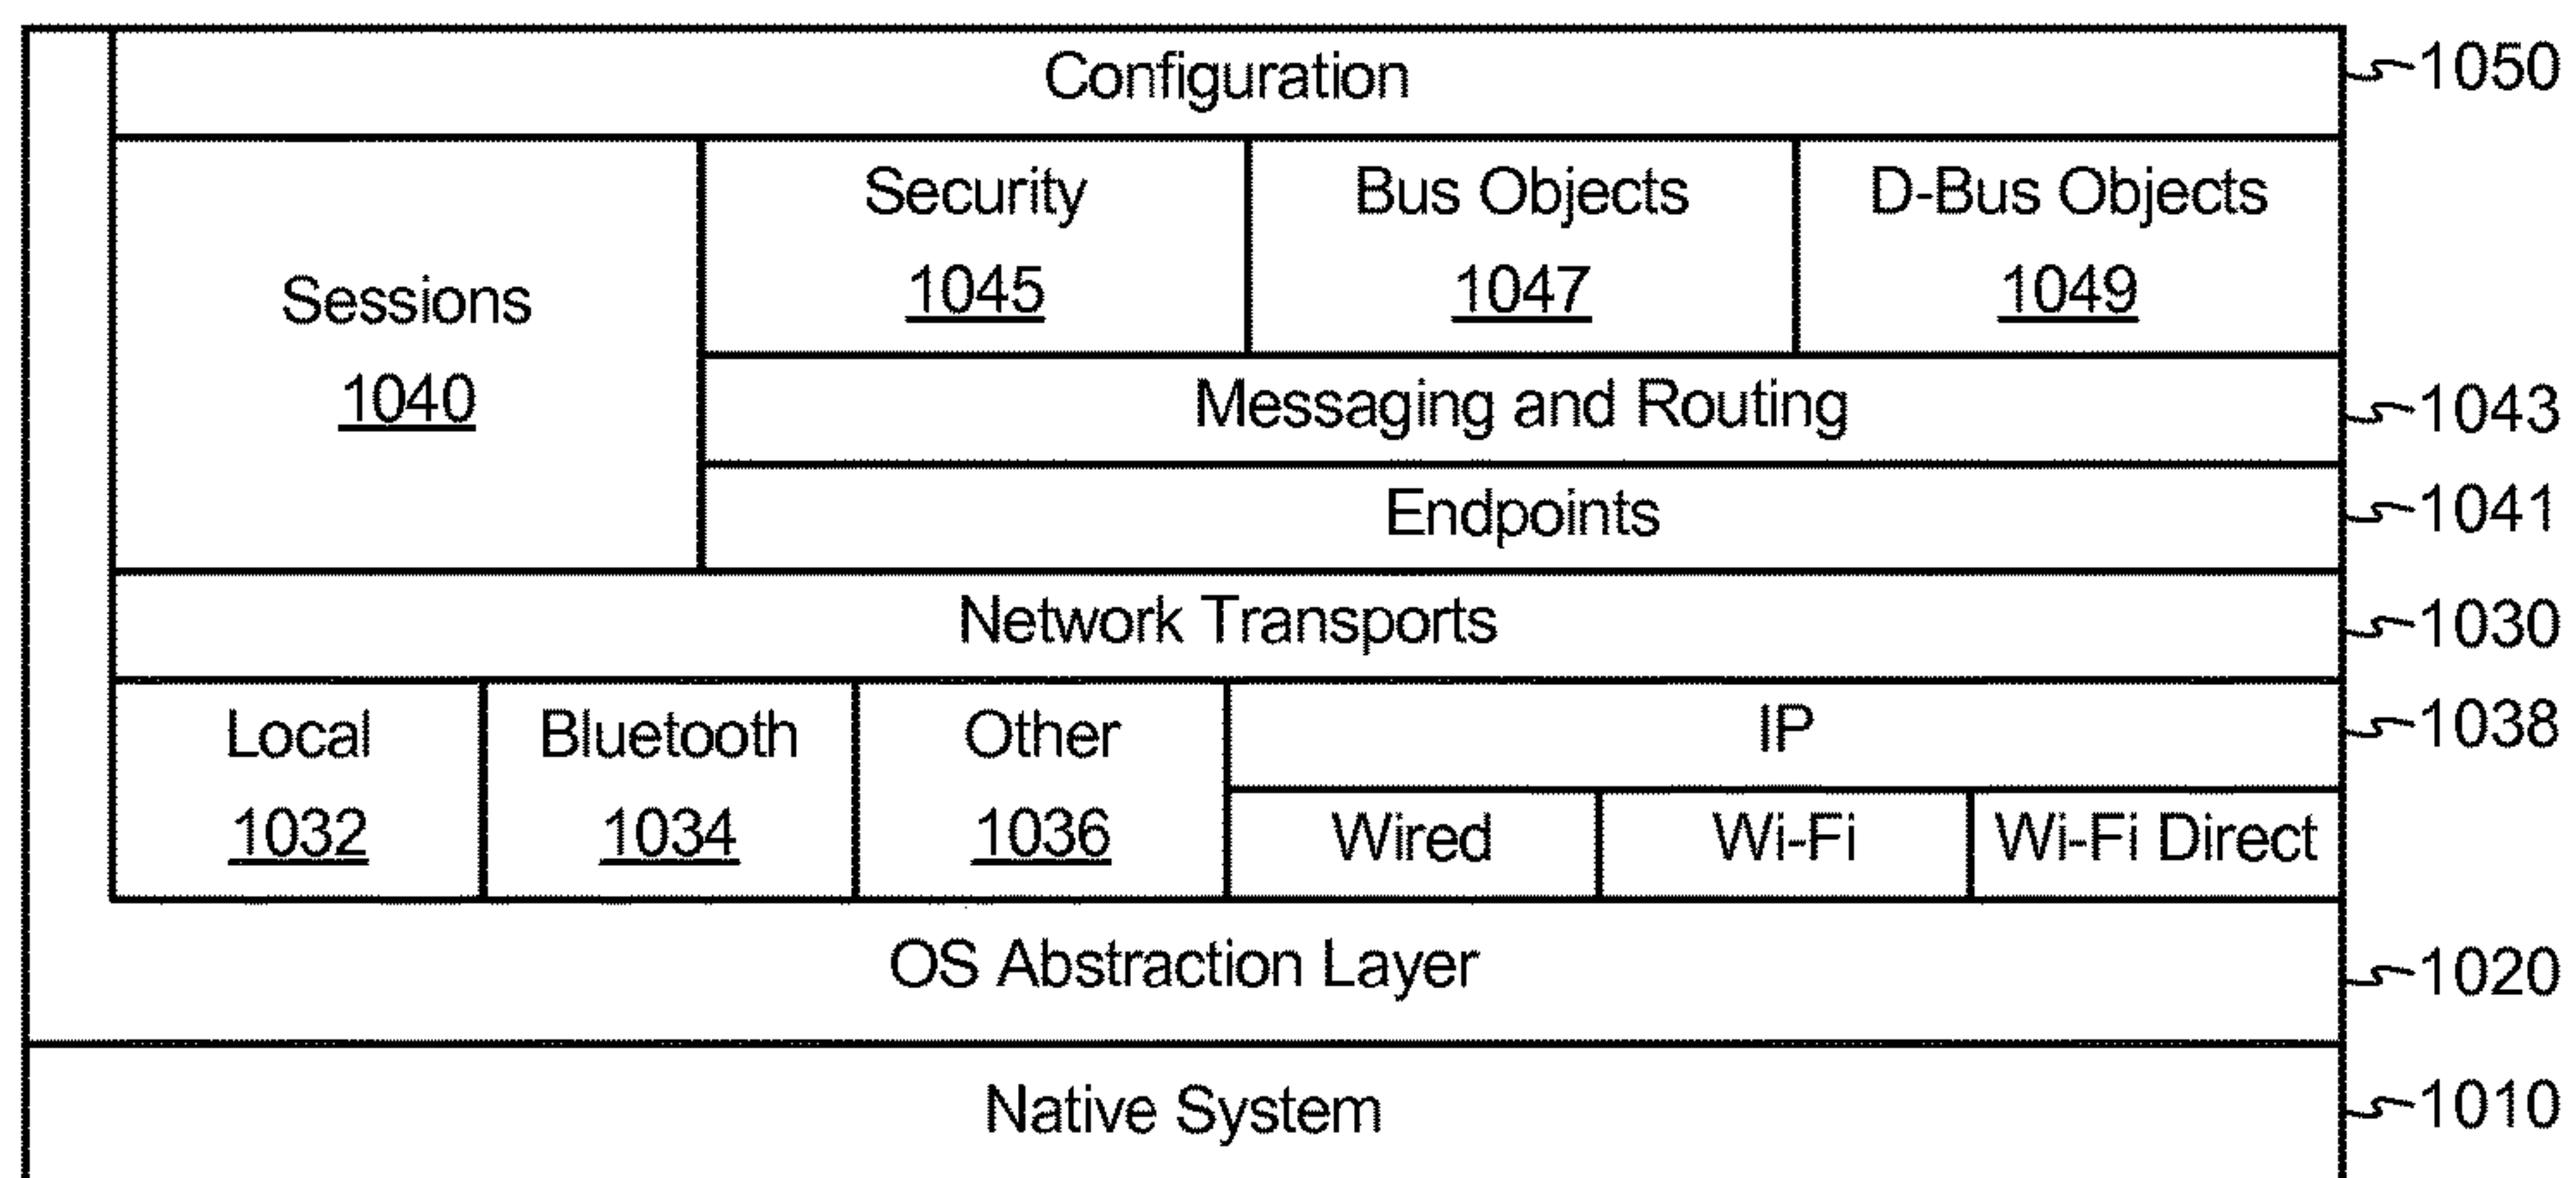 Configuration
1050
Sessions
1040
Security
1045
Bus Objects
1047
D-Bus Objects
1049
Messaging and Routing
1043
Endpoints
1041
Network Transports
1030
Local
1032
Bluetooth
1034
Other
1036
IP
1038
Wired
Wi-Fi
Wi-Fi Direct
OS Abstraction Layer
1020
Native System
1010